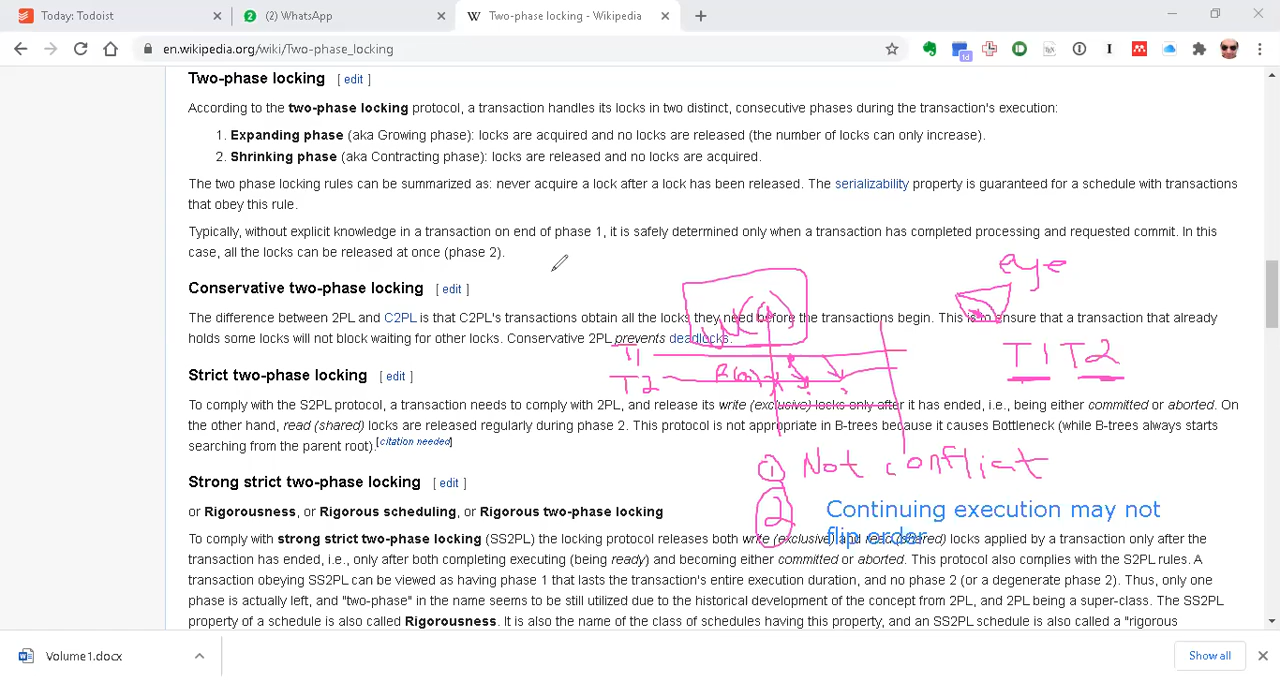 Today: Todoist
2
(2) WhatsApp
W
Two-phase locking - Wikipedia
en.wikipedia.org/wiki/Two-phase_locking
1d
Two-phase locking [ edit ]
According to the two-phase locking protocol, a transaction handles its locks in two distinct, consecutive phases during the transaction's execution:
1. Expanding phase (aka Growing phase): locks are acquired and no locks are released (the number of locks can only increase).
2. Shrinking phase (aka Contracting phase): locks are released and no locks are acquired.
The two phase locking rules can be summarized as: never acquire a lock after a lock has been released. The serializability property is guaranteed for a schedule with transactions
that obey this rule.
Typically, without explicit knowledge in a transaction on end of phase 1, it is safely determined only when a transaction has completed processing and requested commit. In this
case, all the locks can be released at once (phase 2).
eye
Conservative two-phase locking [ edit ]
The difference between 2PL and C2PL is that C2PL's transactions obtain all the locks they need before the transactions begin. This is to ensure that a transaction that already
holds some locks will not block waiting for other locks. Conservative 2PL prevents deadlocks.
T1
T2
T1 T2
Strict two-phase locking [ edit ]
To comply with the S2PL protocol, a transaction needs to comply with 2PL, and release its write (exclusive) locks only after it has ended, i.e., being either committed or aborted. On
the other hand, read (shared) locks are released regularly during phase 2. This protocol is not appropriate in B-trees because it causes Bottleneck (while B-trees always starts
searching from the parent root).[citation needed]
1 Not conflict
Strong strict two-phase locking [ edit ]
or Rigorousness, or Rigorous scheduling, or Rigorous two-phase locking
2 Continuing execution may not
flip order
To comply with strong strict two-phase locking (SS2PL) the locking protocol releases both write (exclusive) and read (shared) locks applied by a transaction only after the
transaction has ended, i.e., only after both completing executing (being ready) and becoming either committed or aborted. This protocol also complies with the S2PL rules. A
transaction obeying SS2PL can be viewed as having phase 1 that lasts the transaction's entire execution duration, and no phase 2 (or a degenerate phase 2). Thus, only one
phase is actually left, and "two-phase" in the name seems to be still utilized due to the historical development of the concept from 2PL, and 2PL being a super-class. The SS2PL
property of a schedule is also called Rigorousness. It is also the name of the class of schedules having this property, and an SS2PL schedule is also called a "rigorous
Volume1.docx
Show all